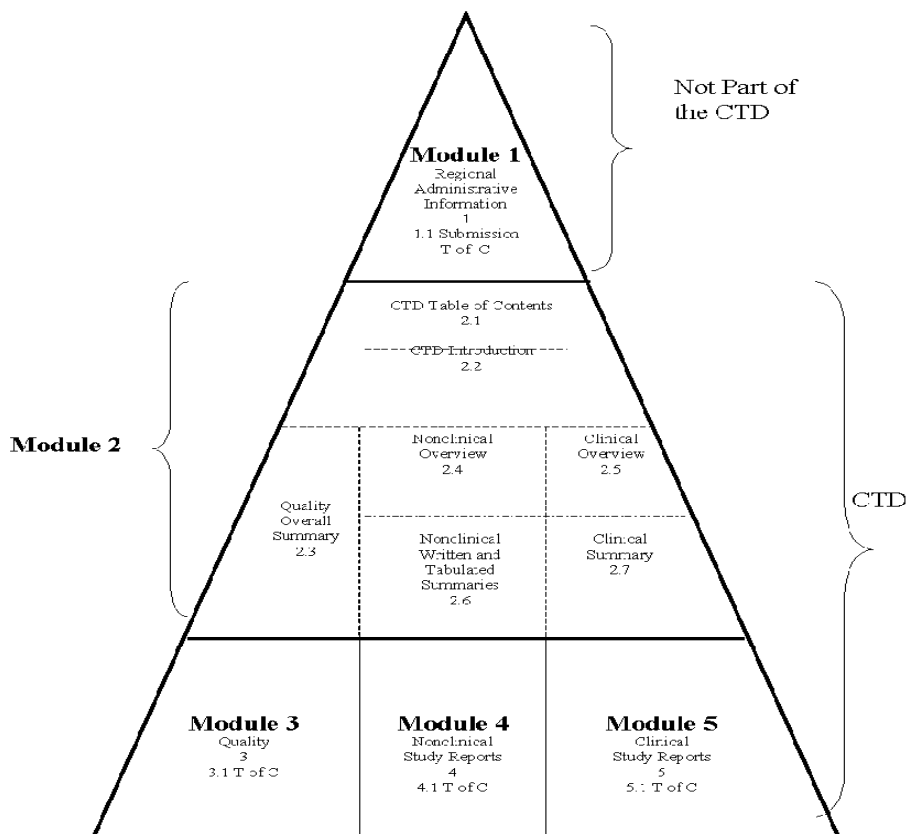 Not Part of
the CTD
Module 1
Regional
Administrative
Information
1
1.1 Submission
T of C
CTD Table of Contents
2.1
CTD Introduction
2.2
Module 2
Nonclinical
Overview
2.4
Clinical
Overview
2.5
CTD
Quality
Overall
Summary
2.3
Nonclinical
Written and
Tabulated
Summaries
2.6
Clinical
Summary
2.7
Module 3
Quality
3
3.1 T of C
Module 4
Nonclinical
Study Reports
4
4.1 T of C
Module 5
Clinical
Study Reports
5
5.1 T of C